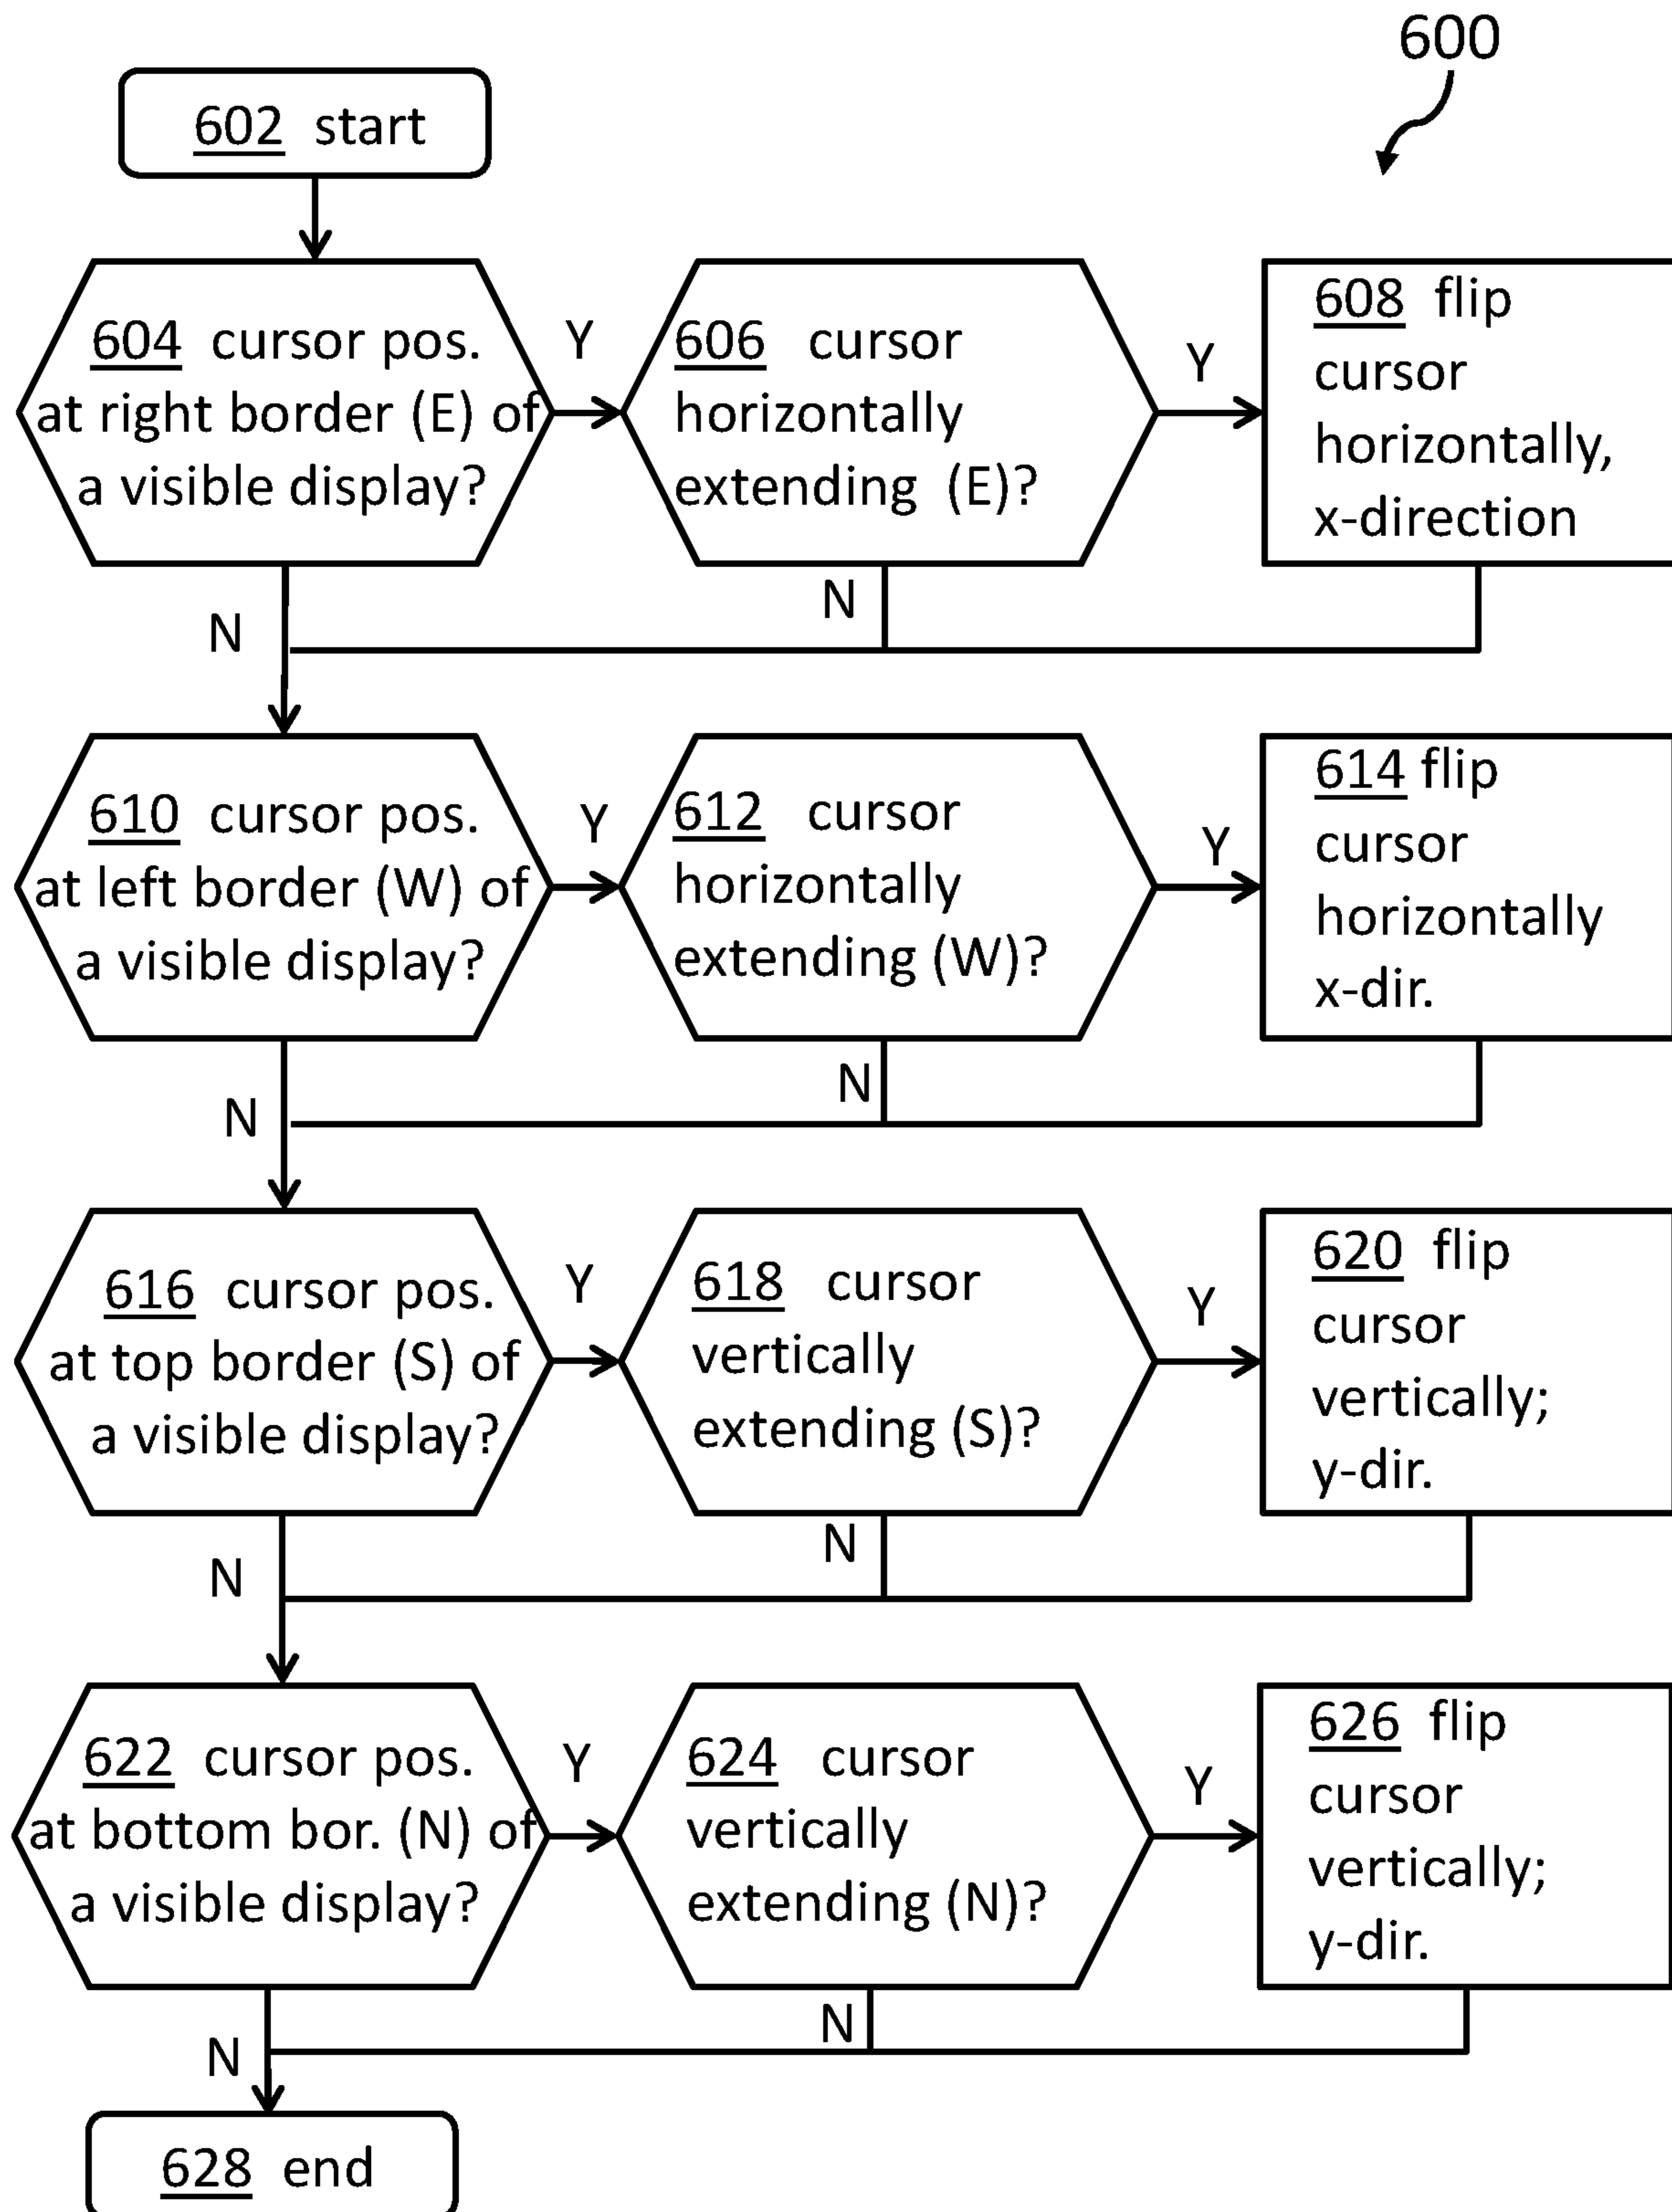 600
602 start
604 cursor pos.
at right border (E) of
a visible display?
Y
606 cursor
horizontally
extending (E)?
Y
608 flip
cursor
horizontally,
x-direction
N
N
610 cursor pos.
at left border (W) of
a visible display?
Y
612 cursor
horizontally
extending (W)?
Y
614 flip
cursor
horizontally
x-dir.
N
N
616 cursor pos.
at top border (S) of
a visible display?
Y
618 cursor
vertically
extending (S)?
Y
620 flip
cursor
vertically;
y-dir.
N
N
622 cursor pos.
at bottom bor. (N) of
a visible display?
Y
624 cursor
vertically
extending (N)?
Y
626 flip
cursor
vertically;
y-dir.
N
N
628 end